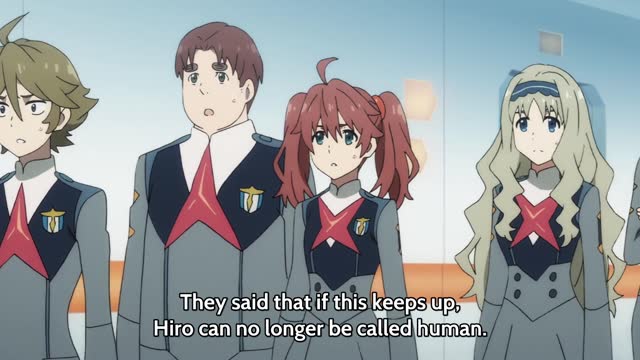 They said that if this keeps up,
Hiro can no longer be called human.